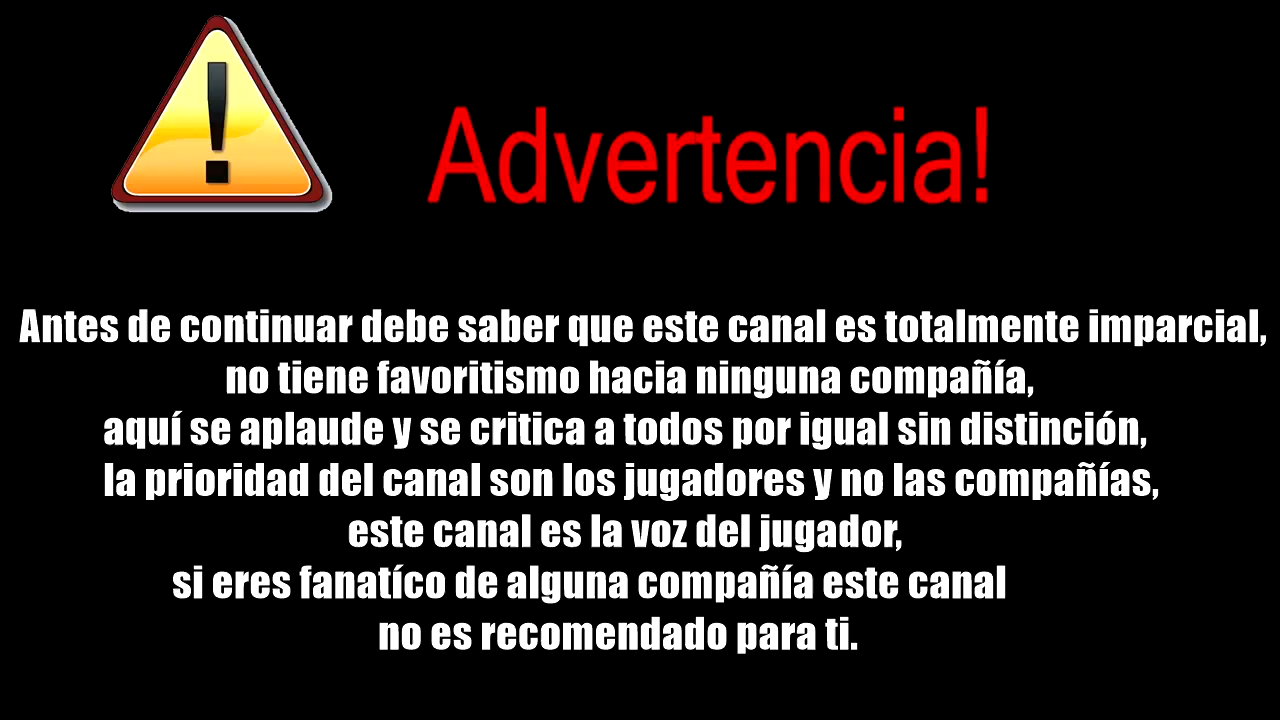 Advertencia!
Antes de continuar debe saber que este canal es totalmente imparcial,
no tiene favoritismo hacia ninguna compañía,
aquí se aplaude y se critica a todos por igual sin distinción,
la prioridad del canal son los jugadores y no las compañías,
este canal es la voz del jugador,
si eres fanatíco de alguna compañía este canal
no es recomendado para ti.